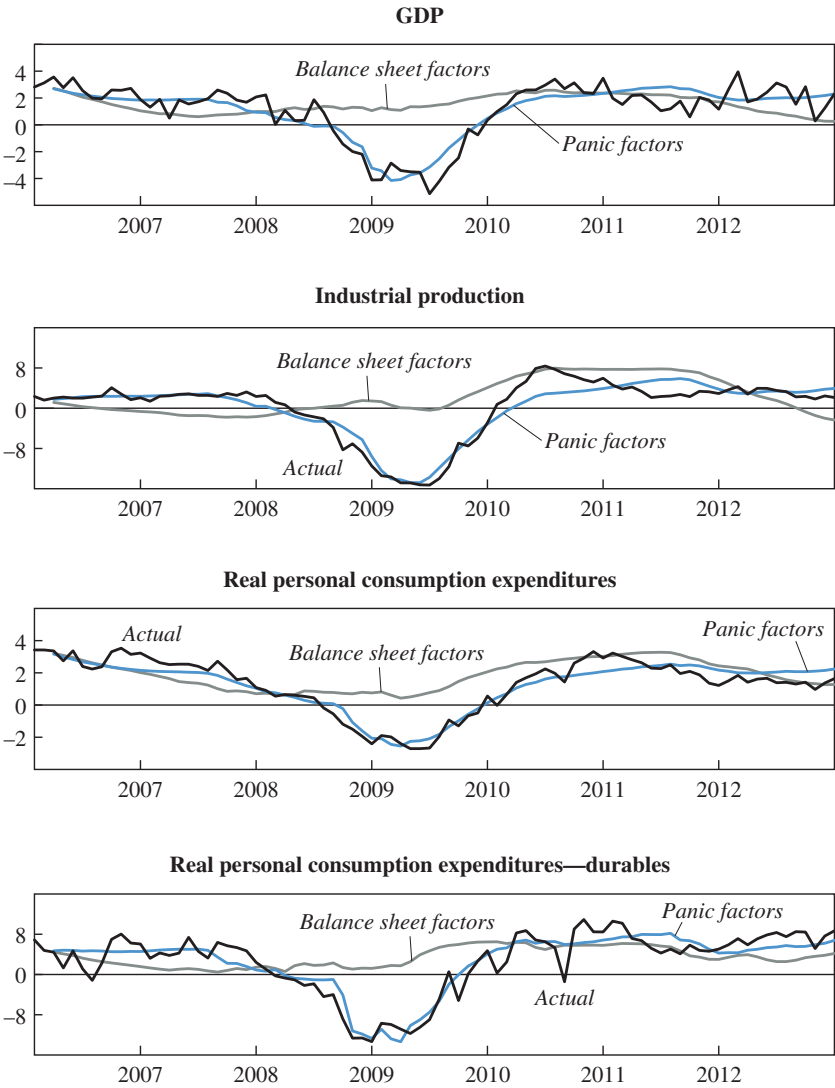 GDP
4
2
0
–2
–4
Balance sheet factors
Panic factors
2007 2008 2009 2010 2011 2012
Industrial production
8
0
–8
Balance sheet factors
Panic factors
Actual
2007 2008 2009 2010 2011 2012
Real personal consumption expenditures
4
2
0
–2
Actual
Balance sheet factors
Panic factors
2007 2008 2009 2010 2011 2012
Real personal consumption expenditures—durables
8
0
–8
Balance sheet factors
Panic factors
Actual
2007 2008 2009 2010 2011 2012